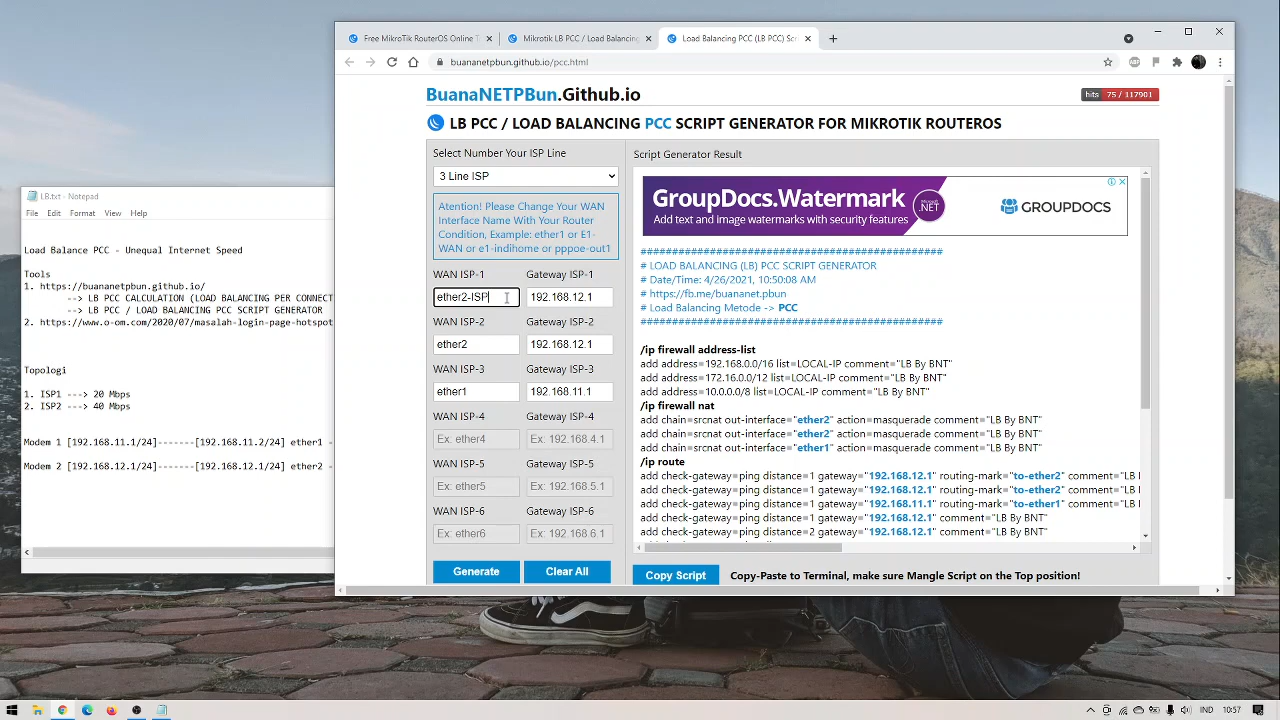 Free MikroTik RouterOS Online T
Mikrotik LB PCC / Load Balancing
Load Balancing PCC (LB PCC) Scr
buananetpbun.github.io/pcc.html
BuanaNETPBun.Github.io
hits 75 / 117901
LB PCC / LOAD BALANCING PCC SCRIPT GENERATOR FOR MIKROTIK ROUTEROS
Select Number Your ISP Line
3 Line ISP
Atention! Please Change Your WAN
Interface Name With Your Router
Condition, Example: ether1 or E1-
WAN or e1-indihome or pppoe-out1
WAN ISP-1 Gateway ISP-1
ether2-ISP 192.168.12.1
WAN ISP-2 Gateway ISP-2
ether2 192.168.12.1
WAN ISP-3 Gateway ISP-3
ether1 192.168.11.1
WAN ISP-4 Gateway ISP-4
Ex: ether4 Ex: 192.168.4.1
WAN ISP-5 Gateway ISP-5
Ex: ether5 Ex: 192.168.5.1
WAN ISP-6 Gateway ISP-6
Ex: ether6 Ex: 192.168.6.1
Generate Clear All
Script Generator Result
GroupDocs.Watermark
Add text and image watermarks with security features
Microsoft .NET
GROUPDOCS
###########################################
# LOAD BALANCING (LB) PCC SCRIPT GENERATOR
# Date/Time: 4/26/2021, 10:50:08 AM
# https://fb.me/buananet.pbun
# Load Balancing Metode -> PCC
###########################################
/ip firewall address-list
add address=192.168.0.0/16 list=LOCAL-IP comment="LB By BNT"
add address=172.16.0.0/12 list=LOCAL-IP comment="LB By BNT"
add address=10.0.0.0/8 list=LOCAL-IP comment="LB By BNT"
/ip firewall nat
add chain=srcnat out-interface="ether2" action=masquerade comment="LB By BNT"
add chain=srcnat out-interface="ether2" action=masquerade comment="LB By BNT"
add chain=srcnat out-interface="ether1" action=masquerade comment="LB By BNT"
/ip route
add check-gateway=ping distance=1 gateway="192.168.12.1" routing-mark="to-ether2" comment="LB
add check-gateway=ping distance=1 gateway="192.168.12.1" routing-mark="to-ether2" comment="LB
add check-gateway=ping distance=1 gateway="192.168.11.1" routing-mark="to-ether1" comment="LB
add check-gateway=ping distance=1 gateway="192.168.12.1" comment="LB By BNT"
add check-gateway=ping distance=2 gateway="192.168.12.1" comment="LB By BNT"
Copy Script Copy-Paste to Terminal, make sure Mangle Script on the Top position!
LB.txt - Notepad
File Edit Format View Help
Load Balance PCC - Unequal Internet Speed
Tools
1. https://buananetpbun.github.io/
--> LB PCC CALCULATION (LOAD BALANCING PER CONNECT
--> LB PCC / LOAD BALANCING PCC SCRIPT GENERATOR
2. https://www.o-om.com/2020/07/masalah-login-page-hotspot
Topologi
1. ISP1 ---> 20 Mbps
2. ISP2 ---> 40 Mbps
Modem 1 [192.168.11.1/24]-------[192.168.11.2/24] ether1 -
Modem 2 [192.168.12.1/24]-------[192.168.12.1/24] ether2 -
IND 10:57